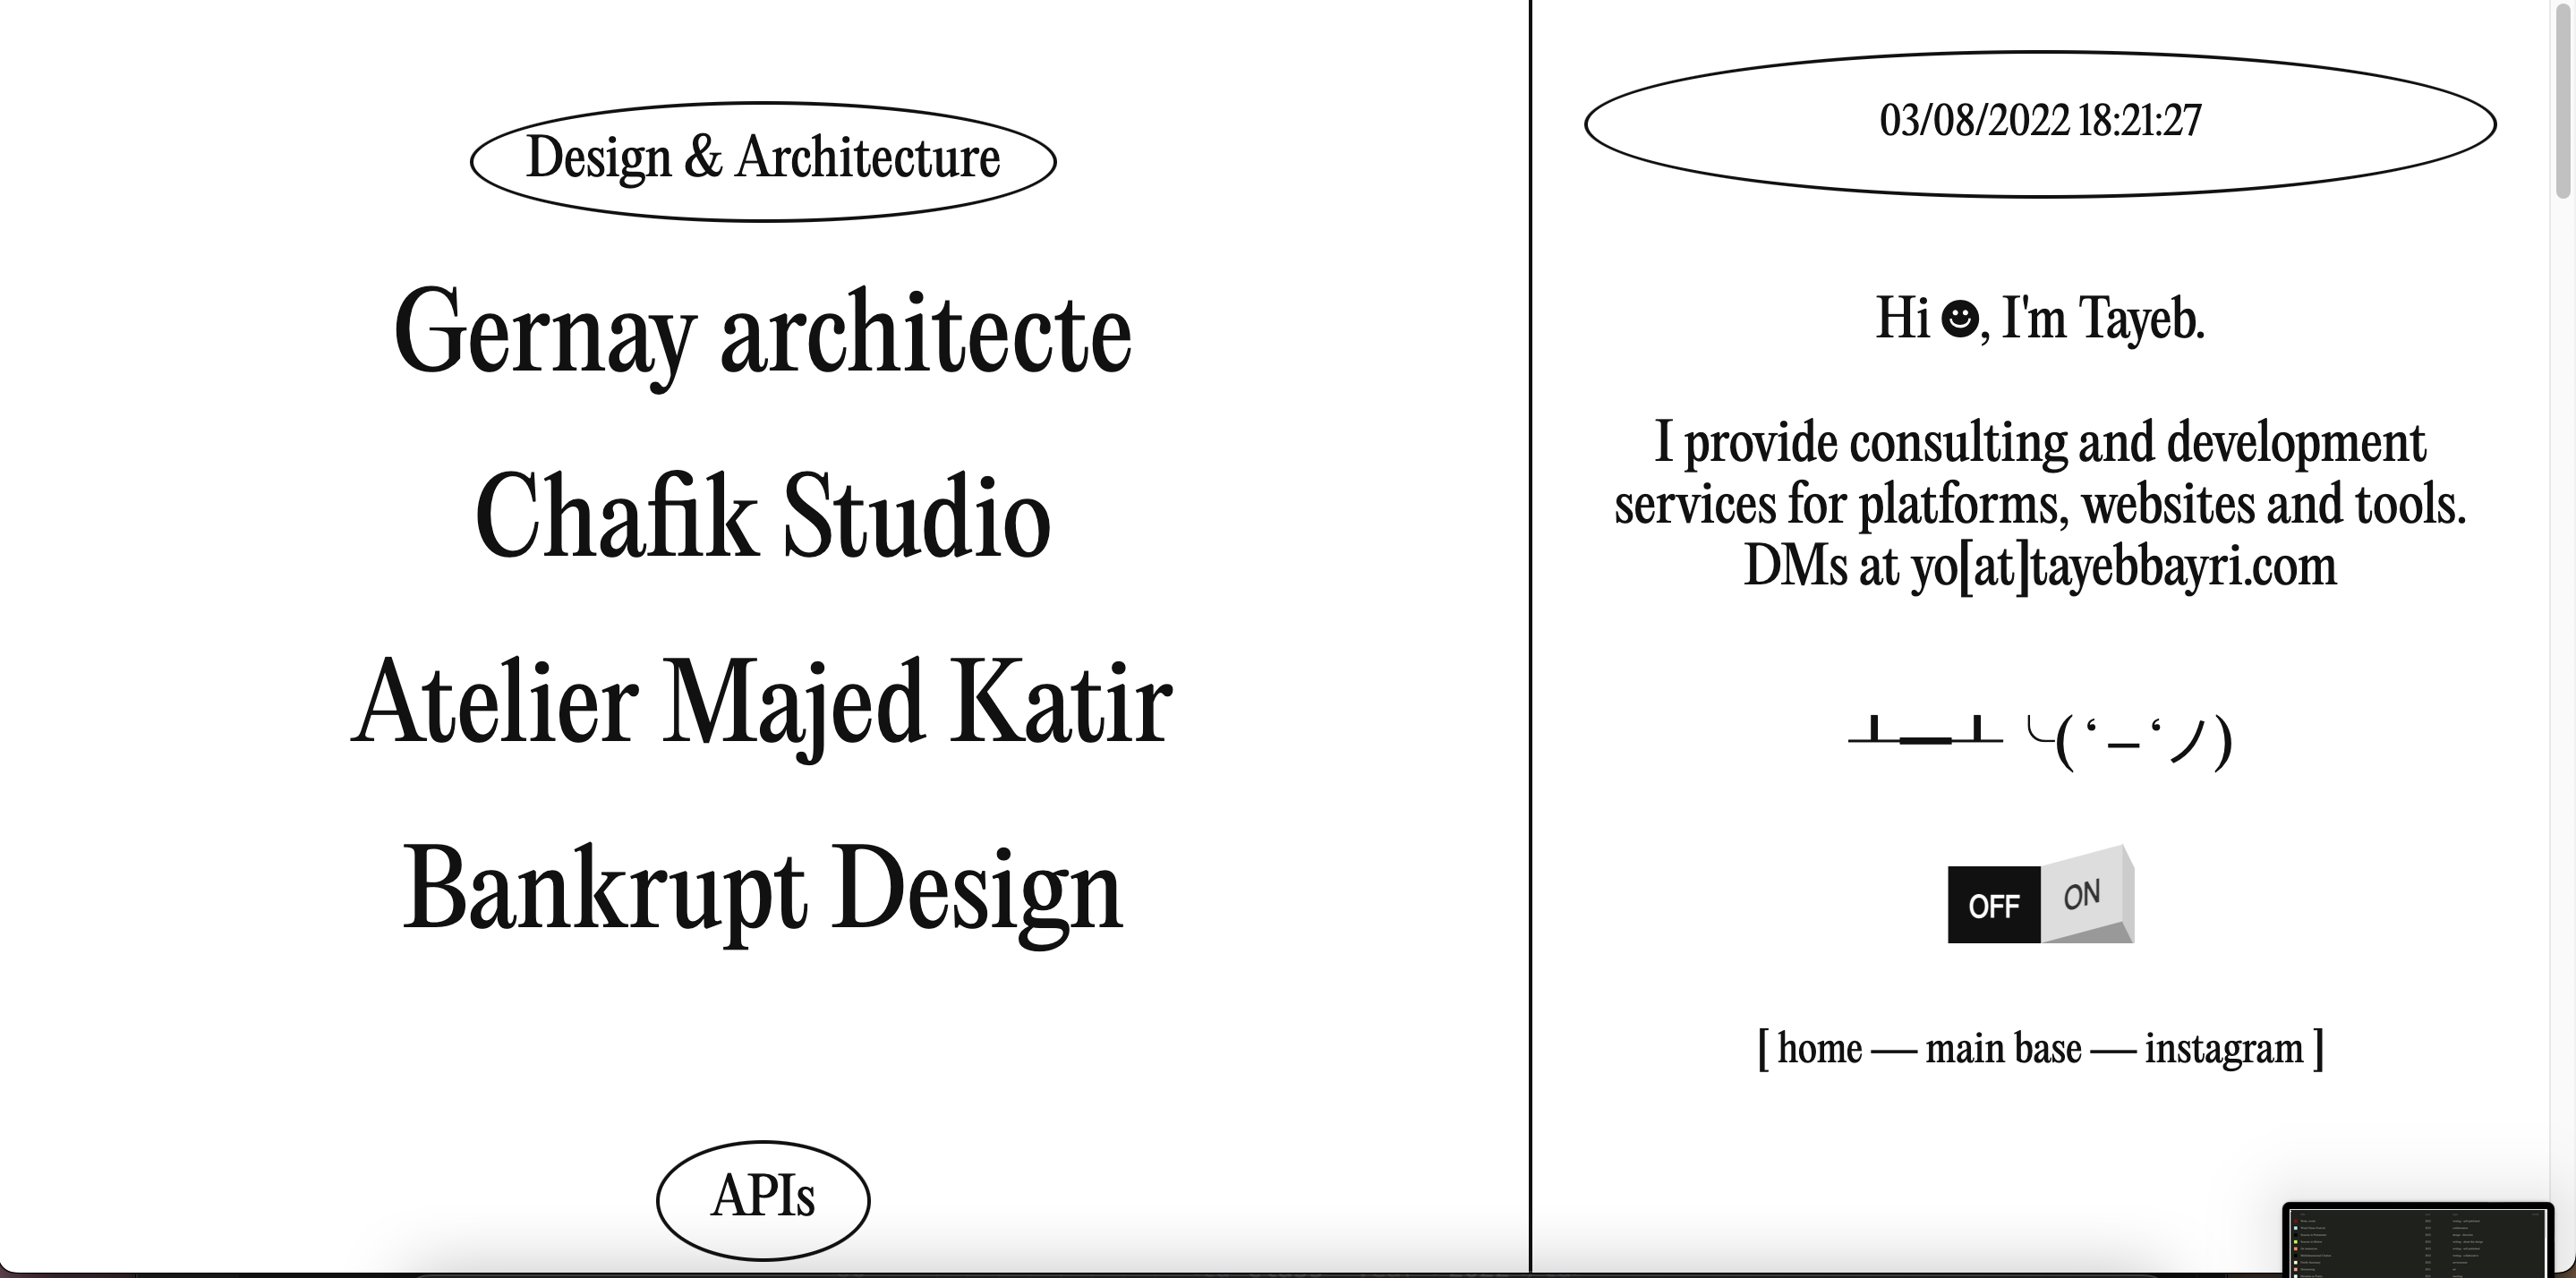 Design & Architecture
Gernay architecte
Chafik Studio
Atelier Majed Katir
Bankrupt Design
APIs
03/08/2022 18:21:27
Hi ☻, I'm Tayeb.
I provide consulting and development
services for platforms, websites and tools.
DMs at yo[at]tayebbayri.com
┻━┻ ╰(‘–‘ノ)
OFF ON
[ home — main base — instagram ]